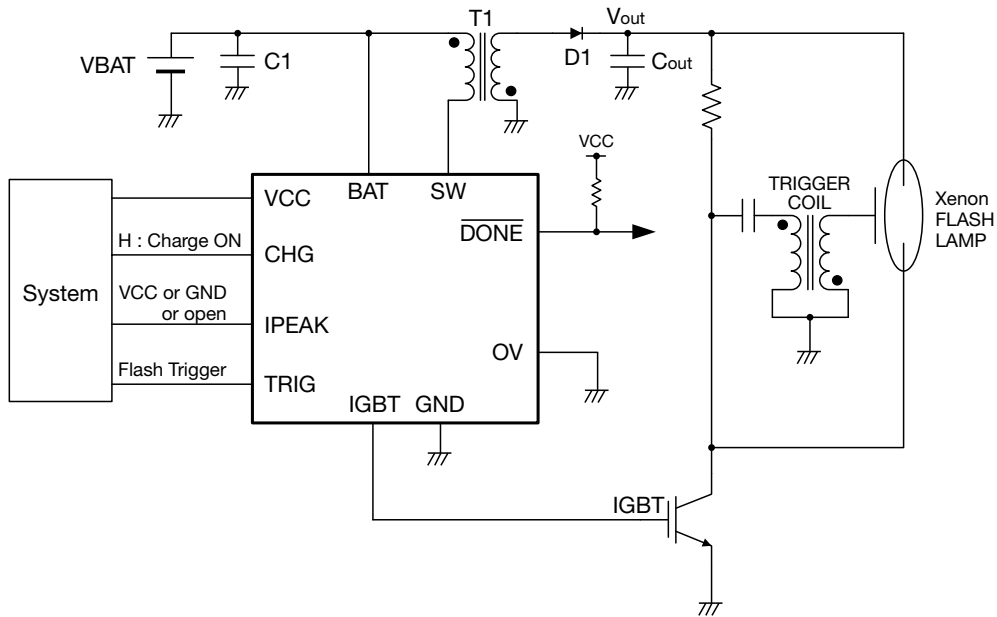 T1
Vout
VBAT
C1
D1
Cout
VCC
BAT
SW
VCC
TRIGGER
COIL
Xenon
FLASH
LAMP
DONE
H : Charge ON
CHG
System
VCC or GND
or open
IPEAK
OV
Flash Trigger
TRIG
IGBT
GND
IGBT